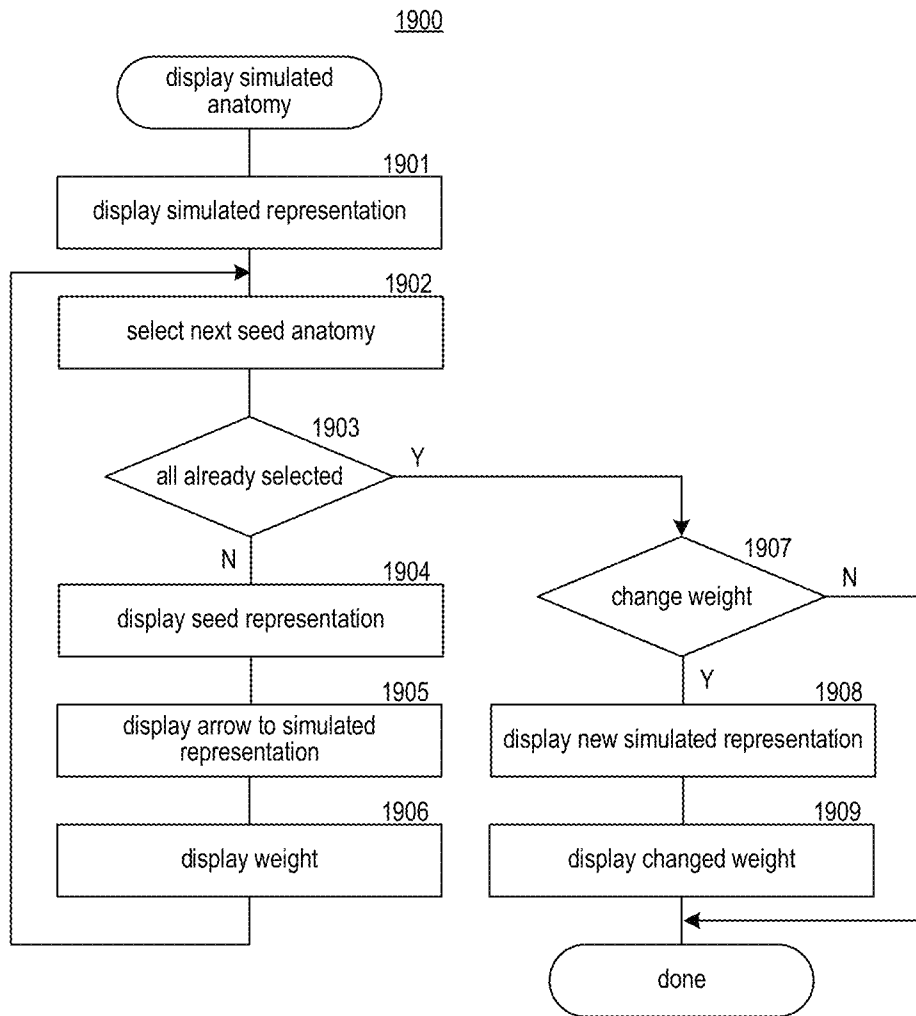 1900
display simulated
anatomy
1901
display simulated representation
1902
select next seed anatomy
1903
all already selected
Y
N
1904
display seed representation
1905
display arrow to simulated
representation
1906
display weight
1907
change weight
N
Y
1908
display new simulated representation
1909
display changed weight
done